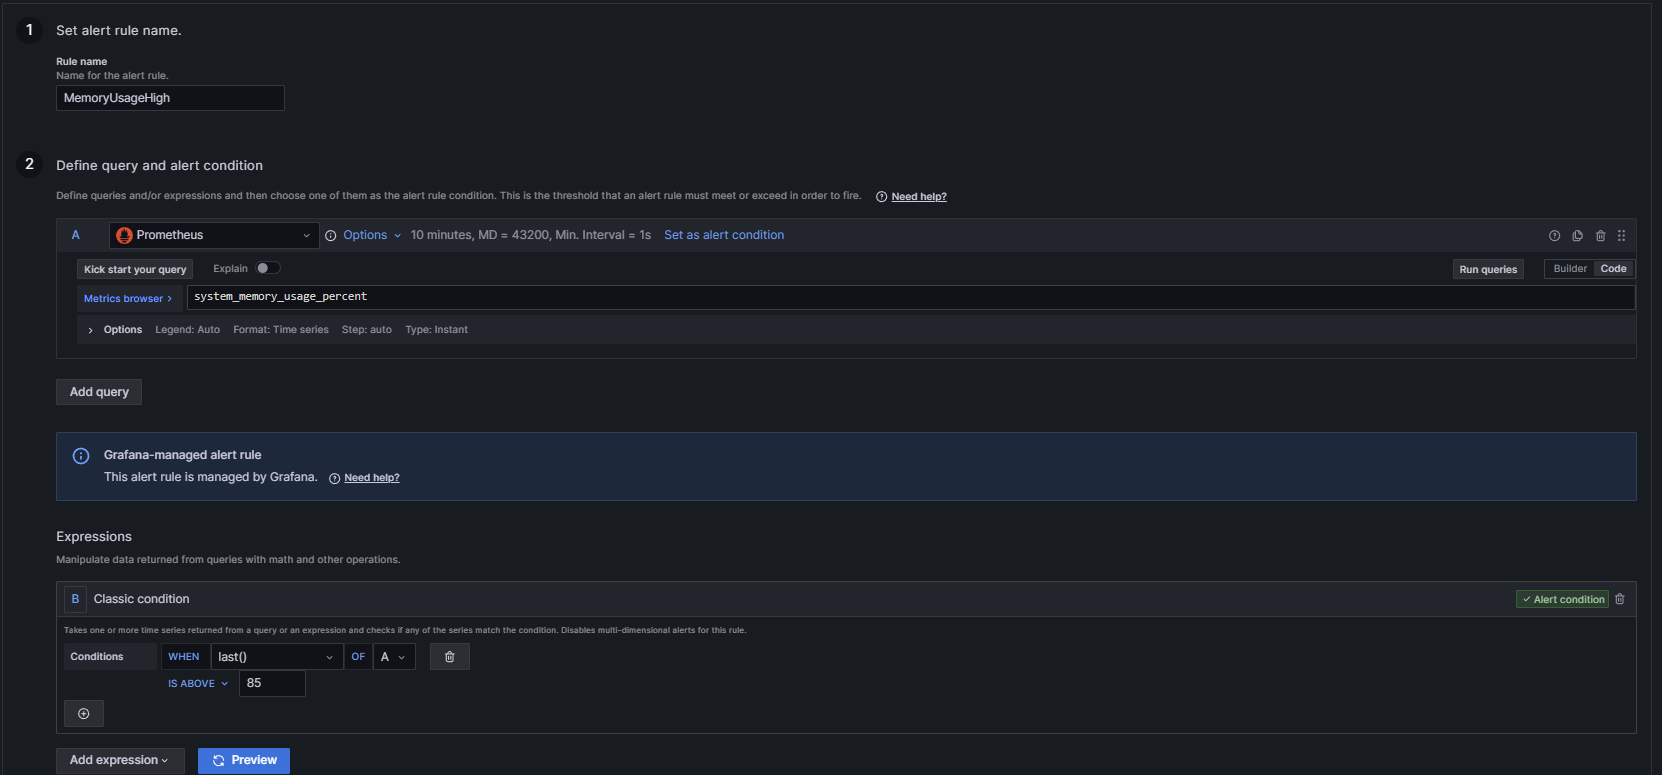 1 Set alert rule name.
Rule name
Name for the alert rule.
MemoryUsageHigh
2 Define query and alert condition
Define queries and/or expressions and then choose one of them as the alert rule condition. This is the threshold that an alert rule must meet or exceed in order to fire. Need help?
A Prometheus Options 10 minutes, MD = 43200, Min. Interval = 1s Set as alert condition
Kick start your query Explain Run queries Builder Code
Metrics browser > system_memory_usage_percent
Options Legend: Auto Format: Time series Step: auto Type: Instant
Add query
Grafana-managed alert rule
This alert rule is managed by Grafana. Need help?
Expressions
Manipulate data returned from queries with math and other operations.
B Classic condition Alert condition
Takes one or more time series returned from a query or an expression and checks if any of the series match the condition. Disables multi-dimensional alerts for this rule.
Conditions WHEN last() OF A
IS ABOVE 85
Add expression Preview